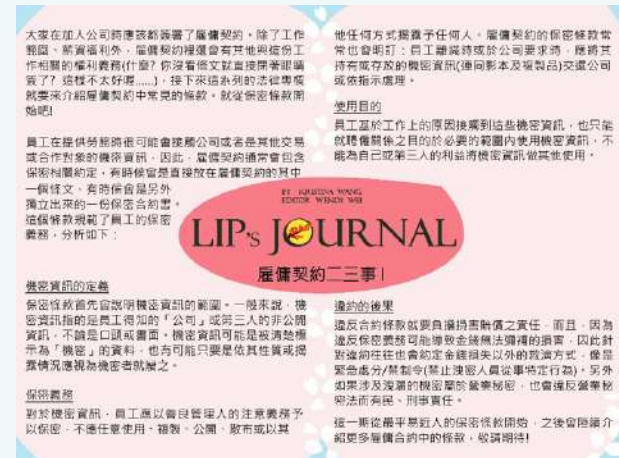 大家在加入公司時應該都簽署了雇傭契約。除了工作
範圍、薪資福利外，雇傭契約裡還會有其他與這份工
作相關的權利義務(什麼? 你沒看條文就直接閉著眼睛
簽了? 這樣不太好喔......)，接下來這系列的法律專欄
就要來介紹雇傭契約中常見的條款。就從保密條款開
始吧!
員工在提供勞務時很可能會接觸公司或者是其他交易
或合作對象的機密資訊，因此，雇傭契約通常會包含
保密相關約定。有時候會是直接放在雇傭契約的其中
一個條文，有時候會是另外
獨立出來的一份保密合約書。
這個條款規範了員工的保密
義務，分析如下：
機密資訊的定義
保密條款首先會說明機密資訊的範圍。一般來說，機
密資訊指的是員工得知的「公司」或第三人的非公開
資訊，不論是口頭或書面。機密資訊可能是被清楚標
示為「機密」的資料，也有可能只要是依其性質或揭
露情況應視為機密者就屬之。
保密義務
對於機密資訊，員工應以善良管理人的注意義務予
以保密，不應任意使用、複製、公開、散布或以其
BY KRISTINA WANG
EDITOR WENDY WEI
LIP's JOURNAL
雇傭契約二三事 I
他任何方式揭露予任何人。雇傭契約的保密條款常
常也會明訂：員工離職時或於公司要求時，應將其
持有或存放的機密資訊(連同影本及複製品)交還公司
或依指示處理。
使用目的
員工基於工作上的原因接觸到這些機密資訊，也只能
就聘僱關係之目的於必要的範圍內使用機密資訊，不
能為自己或第三人的利益將機密資訊做其他使用。
違約的後果
違反合約條款就要負擔損害賠償之責任，而且，因為
違反保密義務可能導致金錢無法彌補的損害，因此針
對違約往往也會約定金錢損失以外的救濟方式，像是
緊急處分/禁制令(禁止洩密人員從事特定行為)。另外
如果涉及洩漏的機密屬於營業秘密，也會違反營業秘
密法而有民、刑事責任。
這一期從最平易近人的保密條款開始，之後會陸續介
紹更多雇傭合約中的條款，敬請期待!